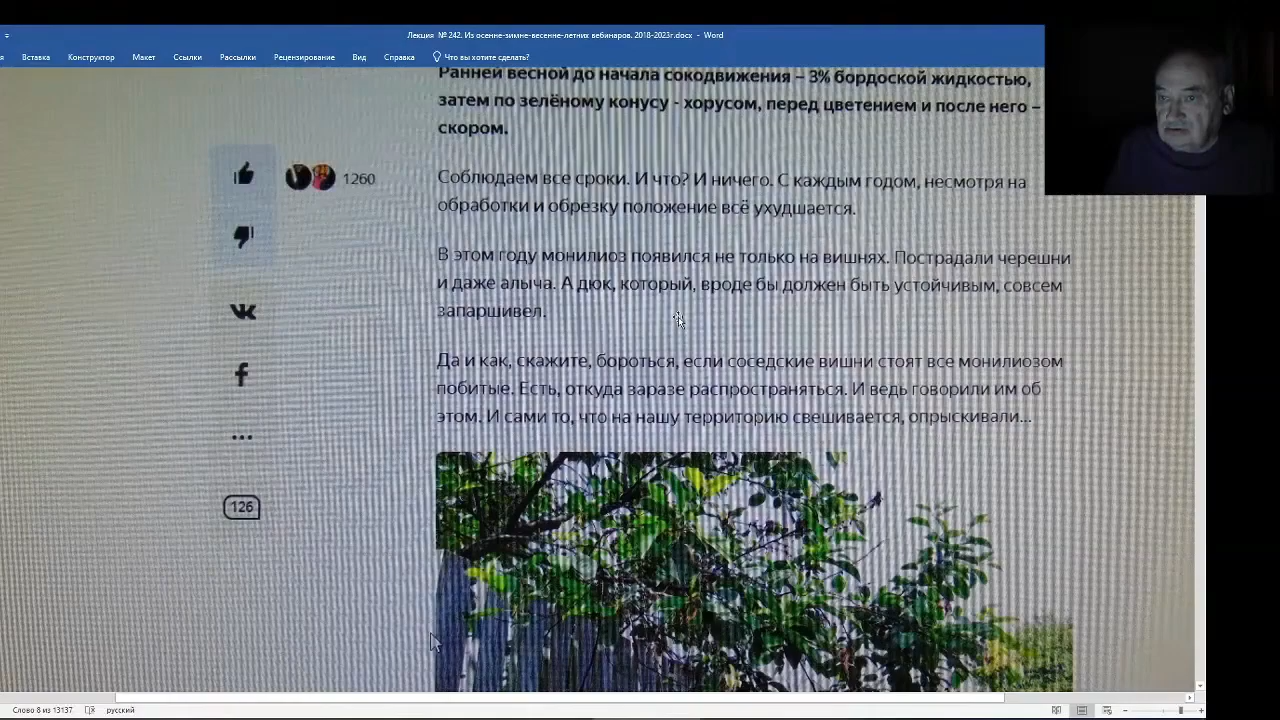 Лекция № 242. Из осенне-зимне-весенне-летних вебинаров. 2018-2023г.docx - Word
Вставка Конструктор Макет Ссылки Рассылки Рецензирование Вид Справка Что вы хотите сделать?
Ранней весной до начала сокодвижения – 3% бордоской жидкостью,
затем по зелёному конусу - хорусом, перед цветением и после него –
скором.
1260
Соблюдаем все сроки. И что? И ничего. С каждым годом, несмотря на
обработки и обрезку положение всё ухудшается.
В этом году монилиоз появился не только на вишнях. Пострадали черешни
и даже алыча. А дюк, который, вроде бы должен быть устойчивым, совсем
запаршивел.
Да и как, скажите, бороться, если соседские вишни стоят все монилиозом
побитые. Есть, откуда заразе распространяться. И ведь говорили им об
этом. И сами то, что на нашу территорию свешивается, опрыскивали...
126
Слово 8 из 13137 русский